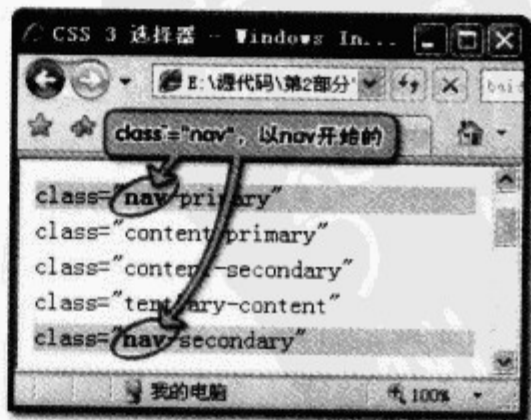 CSS 3 选择器 - Windows In...
E:\源代码\第2部分
class^="nav", 以nav开始的
class="nav-primary"
class="content-primary"
class="content-secondary"
class="tertiary-content"
class="nav-secondary"
我的电脑
100%